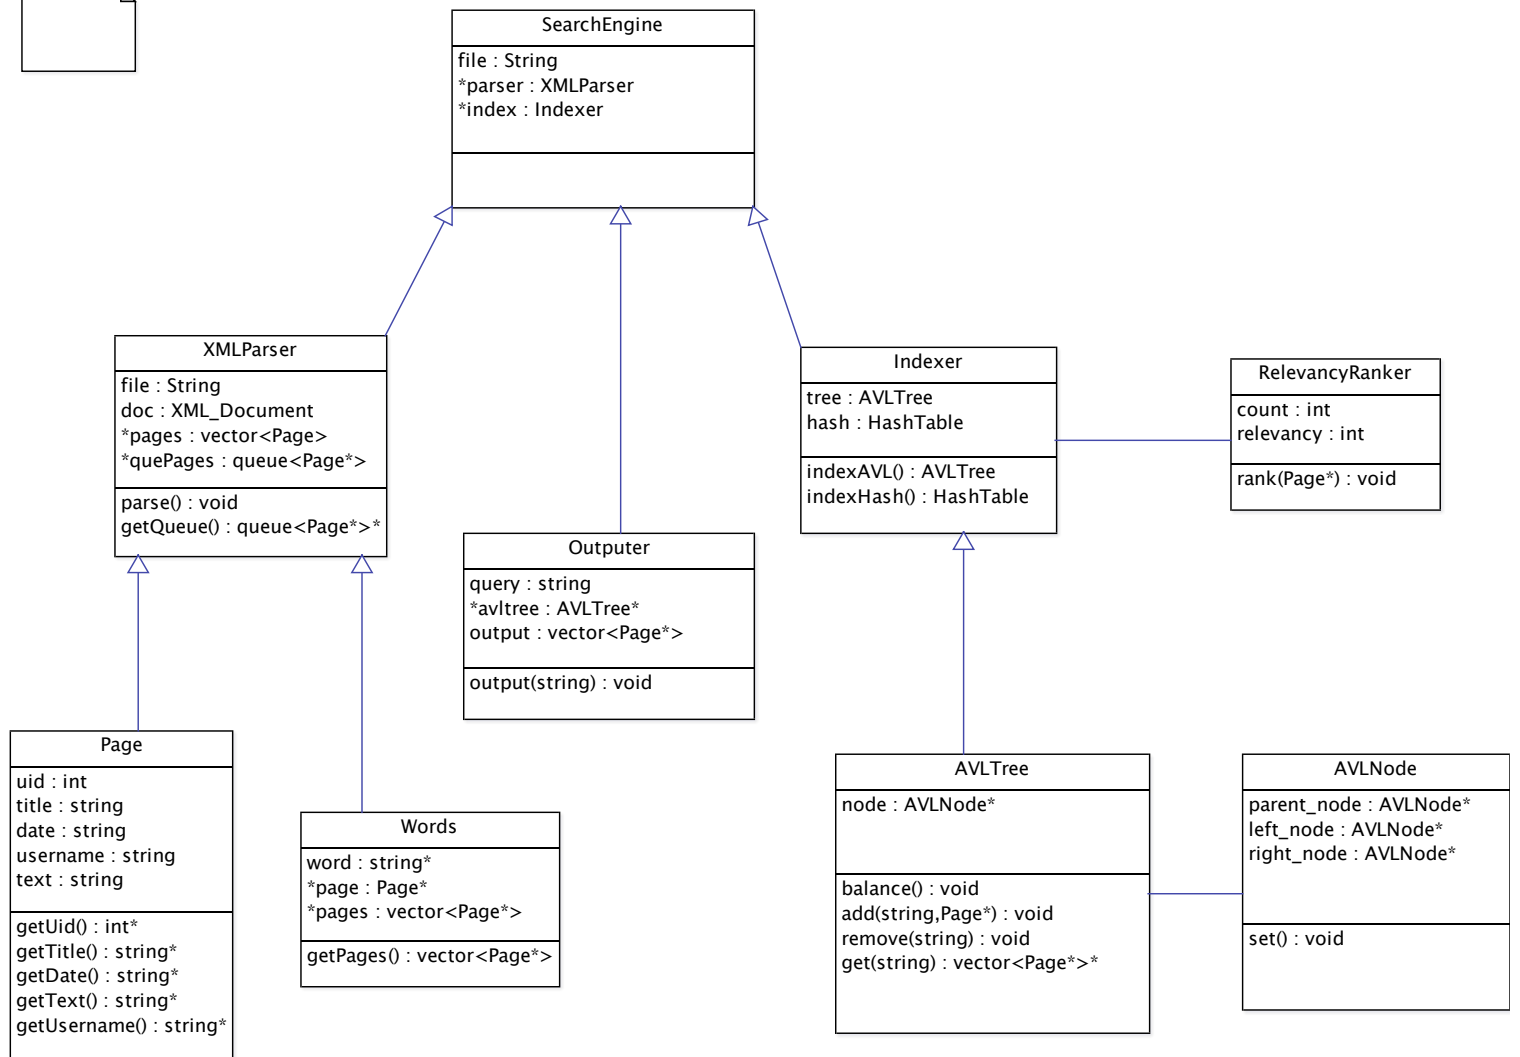 SearchEngine
file : String
*parser : XMLParser
*index : Indexer
XMLParser
file : String
doc : XML_Document
*pages : vector<Page>
*quePages : queue<Page*>
parse() : void
getQueue() : queue<Page*>*
Indexer
tree : AVLTree
hash : HashTable
indexAVL() : AVLTree
indexHash() : HashTable
RelevancyRanker
count : int
relevancy : int
rank(Page*) : void
Outputer
query : string
*avltree : AVLTree*
output : vector<Page*>
output(string) : void
Page
uid : int
title : string
date : string
username : string
text : string
getUid() : int*
getTitle() : string*
getDate() : string*
getText() : string*
getUsername() : string*
Words
word : string*
*page : Page*
*pages : vector<Page*>
getPages() : vector<Page*>
AVLTree
node : AVLNode*
balance() : void
add(string,Page*) : void
remove(string) : void
get(string) : vector<Page*>*
AVLNode
parent_node : AVLNode*
left_node : AVLNode*
right_node : AVLNode*
set() : void